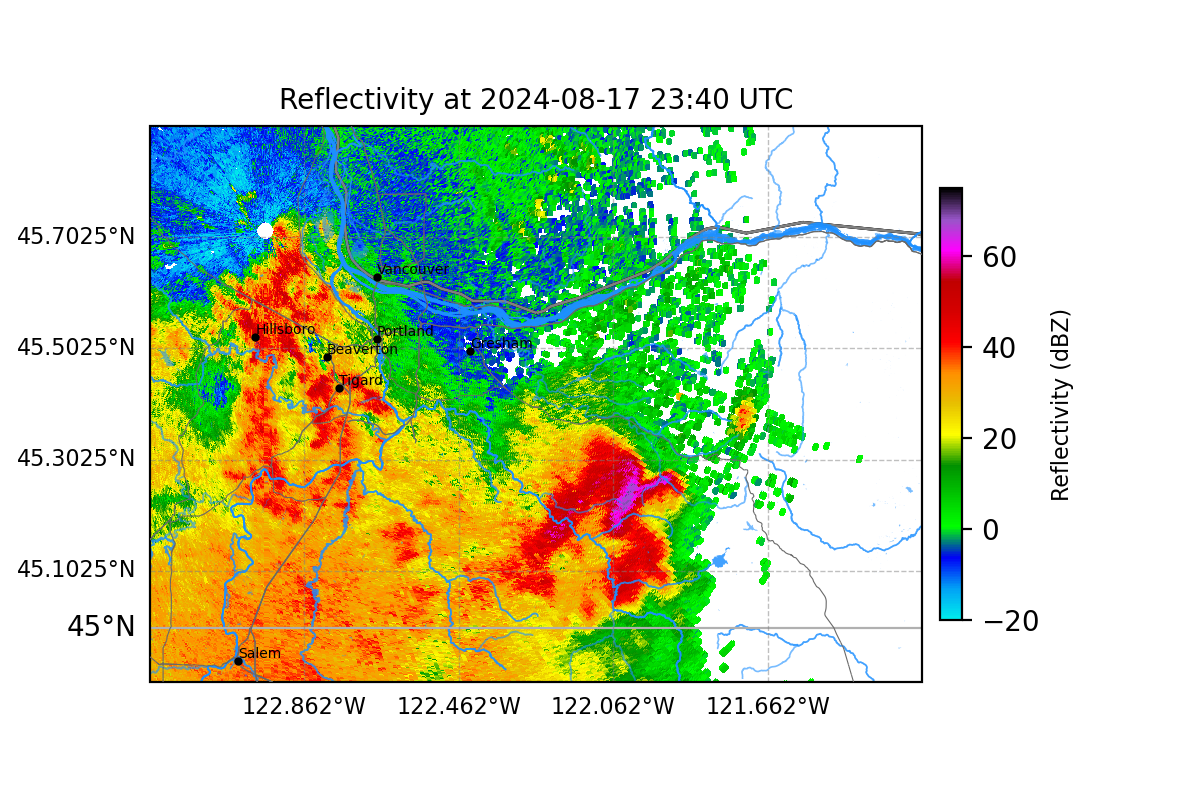 Reflectivity at 2024-08-17 23:40 UTC
45.7025°N
45.5025°N
45.3025°N
45.1025°N
45°N
122.862°W
122.462°W
122.062°W
121.662°W
Vancouver
Hillsboro
Portland
Beaverton
Gresham
Tigard
Salem
60
40
20
0
−20
Reflectivity (dBZ)